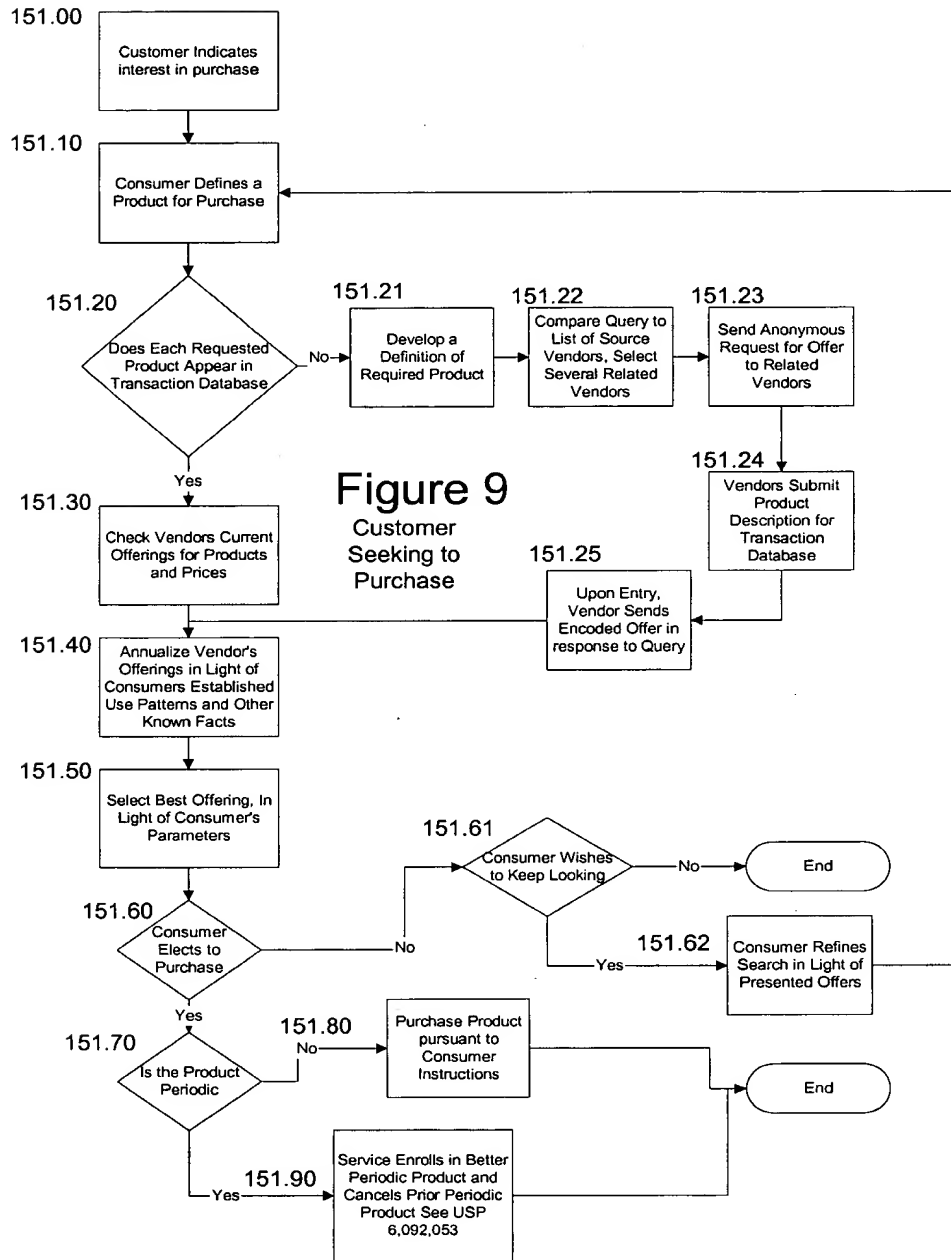 151.00
Customer Indicates
interest in purchase
151.10
Consumer Defines a
Product for Purchase
151.20
Does Each Requested
Product Appear in
Transaction Database
No
151.21
Develop a
Definition of
Required Product
151.22
Compare Query to
List of Source
Vendors, Select
Several Related
Vendors
151.23
Send Anonymous
Request for Offer
to Related
Vendors
151.24
Vendors Submit
Product
Description for
Transaction
Database
151.25
Upon Entry,
Vendor Sends
Encoded Offer in
response to Query
Yes
Figure 9
Customer
Seeking to
Purchase
151.30
Check Vendors Current
Offerings for Products
and Prices
151.40
Annualize Vendor's
Offerings in Light of
Consumers Established
Use Patterns and Other
Known Facts
151.50
Select Best Offering, In
Light of Consumer's
Parameters
151.60
Consumer
Elects to
Purchase
No
151.61
Consumer Wishes
to Keep Looking
No
End
Yes
151.62
Consumer Refines
Search in Light of
Presented Offers
Yes
151.70
Is the Product
Periodic
No
151.80
Purchase Product
pursuant to
Consumer
Instructions
End
Yes
151.90
Service Enrolls in Better
Periodic Product and
Cancels Prior Periodic
Product See USP
6,092,053